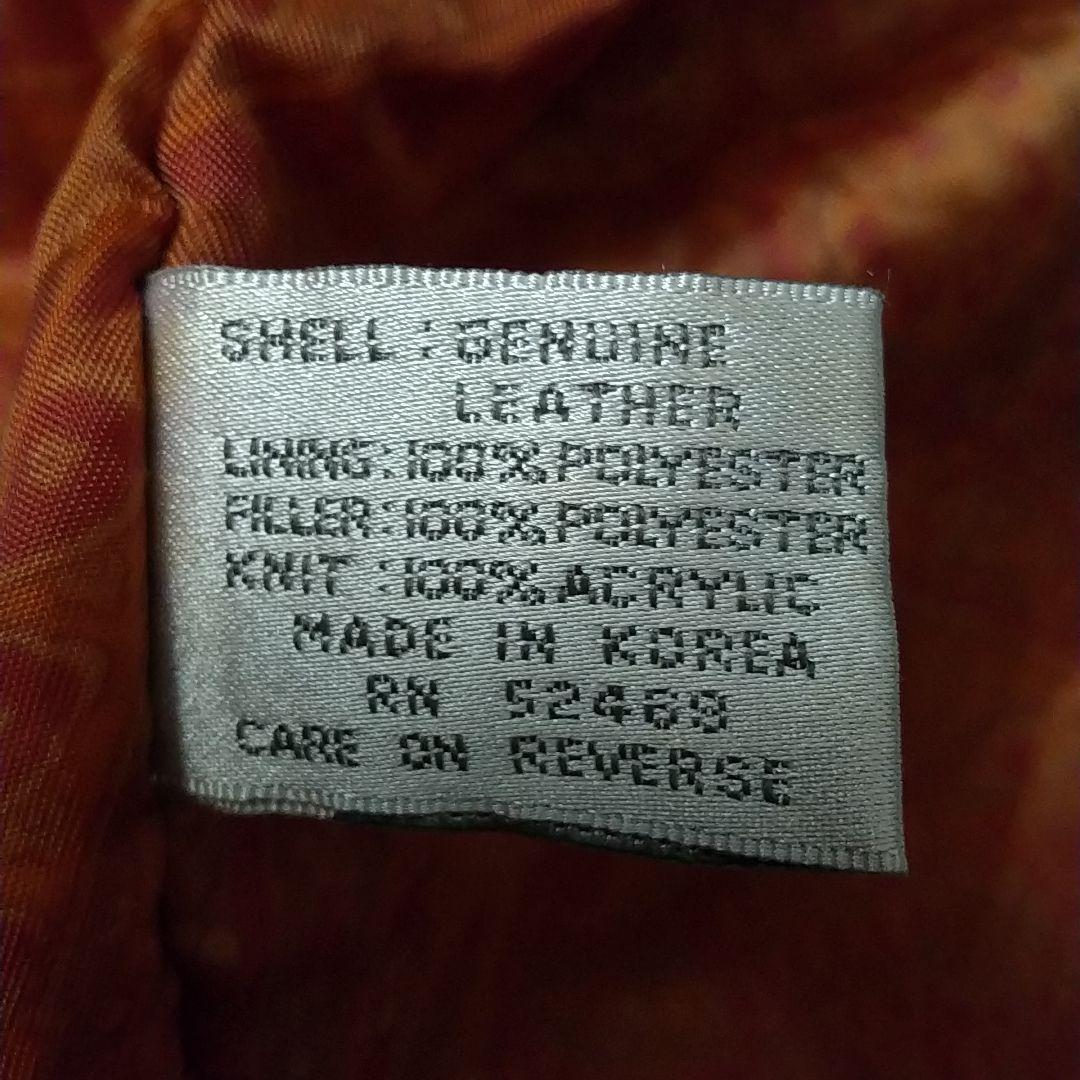 SHELL : GENUINE
LEATHER
LINING : 100% POLYESTER
FILLER : 100% POLYESTER
KNIT : 100% ACRYLIC
MADE IN KOREA
RN 52469
CARE ON REVERSE